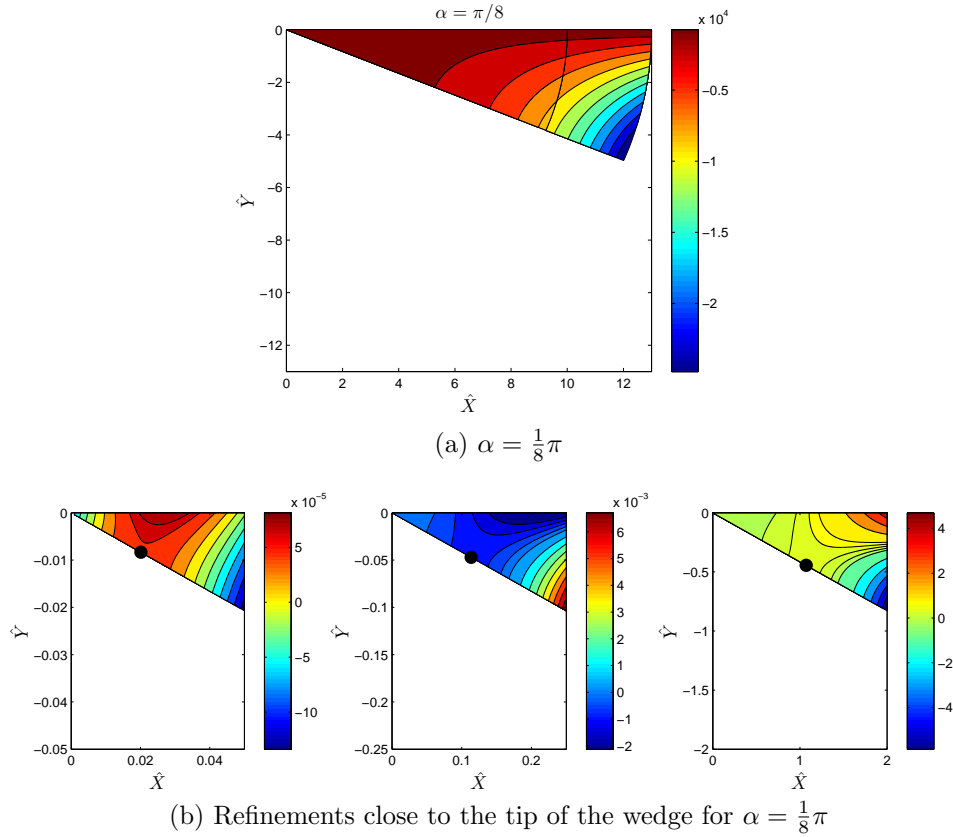 α = π/8
x 10⁴
0
−2
−4
−6
−8
−10
−12
Ŷ
0 2 4 6 8 10 12
X̂
−0.5
−1
−1.5
−2
(a) α = 1/8 π
x 10⁻⁵
0
−0.01
−0.02
−0.03
−0.04
−0.05
Ŷ
0 0.02 0.04
X̂
5
0
−5
−10
x 10⁻³
0
−0.05
−0.1
−0.15
−0.2
−0.25
Ŷ
0 0.1 0.2
X̂
6
5
4
3
2
1
0
−1
−2
0
−0.5
−1
−1.5
−2
Ŷ
0 1 2
X̂
4
2
0
−2
−4
(b) Refinements close to the tip of the wedge for α = 1/8 π